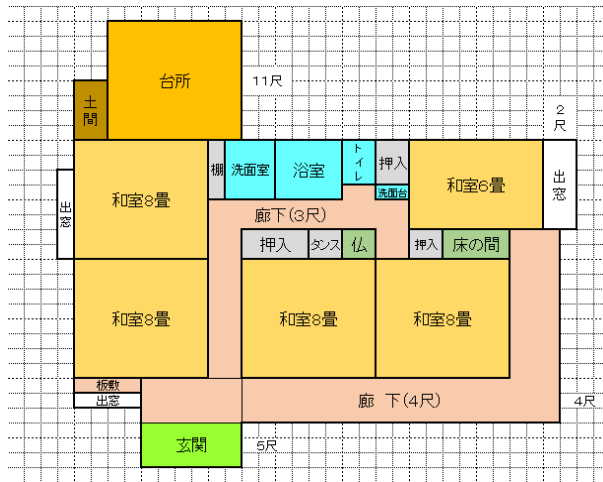 台所
11尺
土間
2尺
棚
洗面室
浴室
トイレ
押入
洗面台
和室6畳
出窓
和室8畳
出窓
廊下(3尺)
押入
タンス
仏
押入
床の間
和室8畳
和室8畳
和室8畳
板敷
出窓
廊 下(4尺)
4尺
玄関
5尺